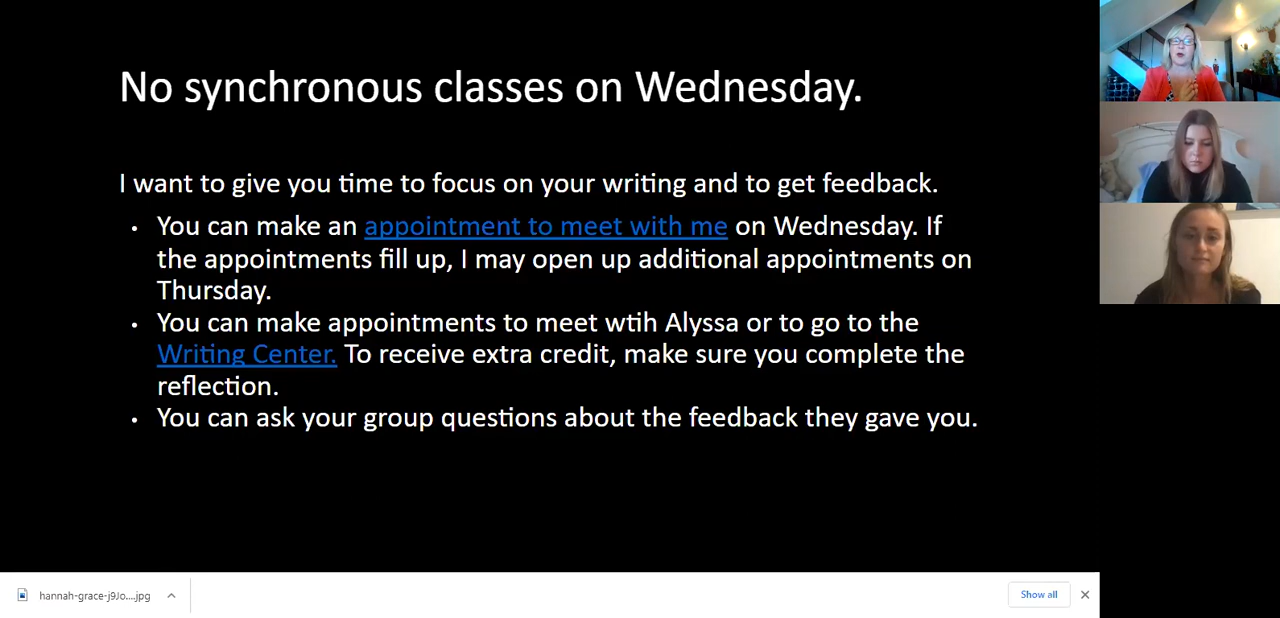 No synchronous classes on Wednesday.
I want to give you time to focus on your writing and to get feedback.
• You can make an appointment to meet with me on Wednesday. If
the appointments fill up, I may open up additional appointments on
Thursday.
• You can make appointments to meet wtih Alyssa or to go to the
Writing Center. To receive extra credit, make sure you complete the
reflection.
• You can ask your group questions about the feedback they gave you.
hannah-grace-j9Jo....jpg
Show all